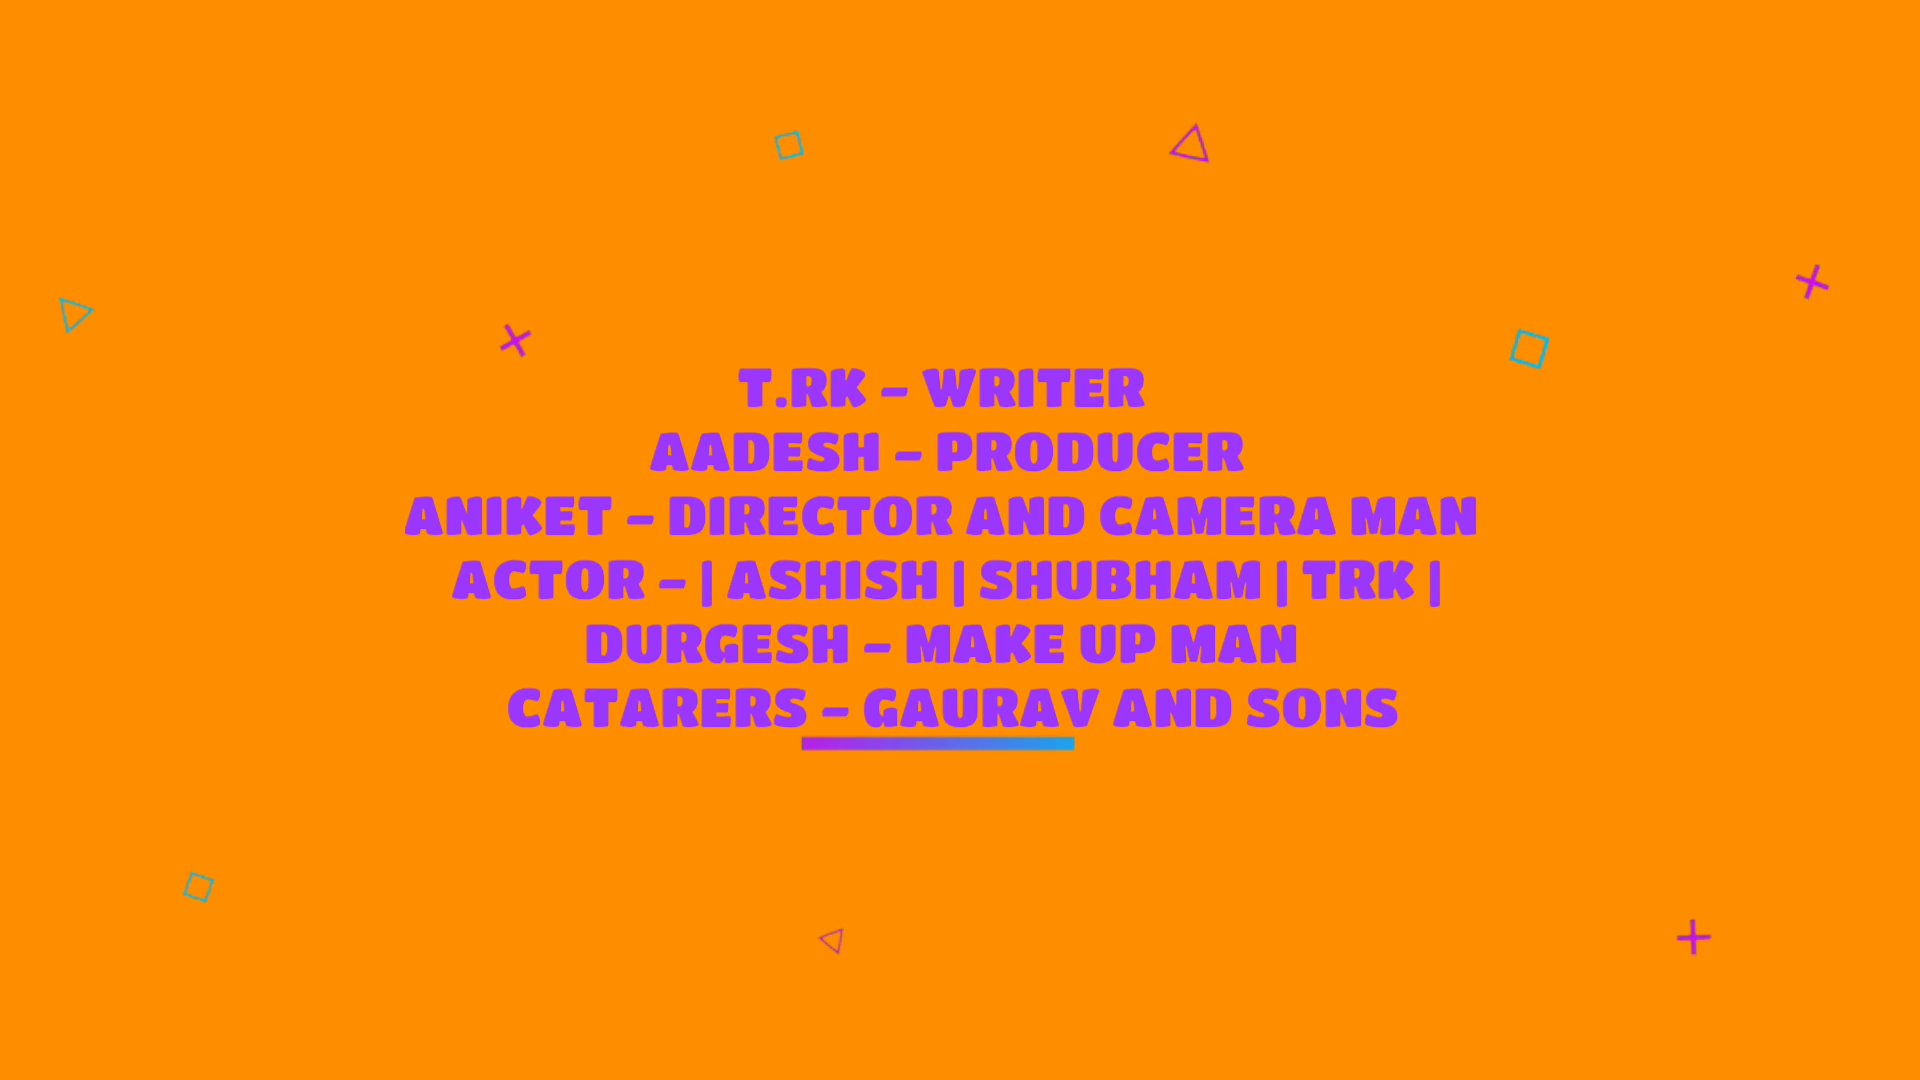 T.RK - WRITER
AADESH - PRODUCER
ANIKET - DIRECTOR AND CAMERA MAN
ACTOR - | ASHISH | SHUBHAM | TRK |
DURGESH - MAKE UP MAN
CATARERS - GAURAV AND SONS